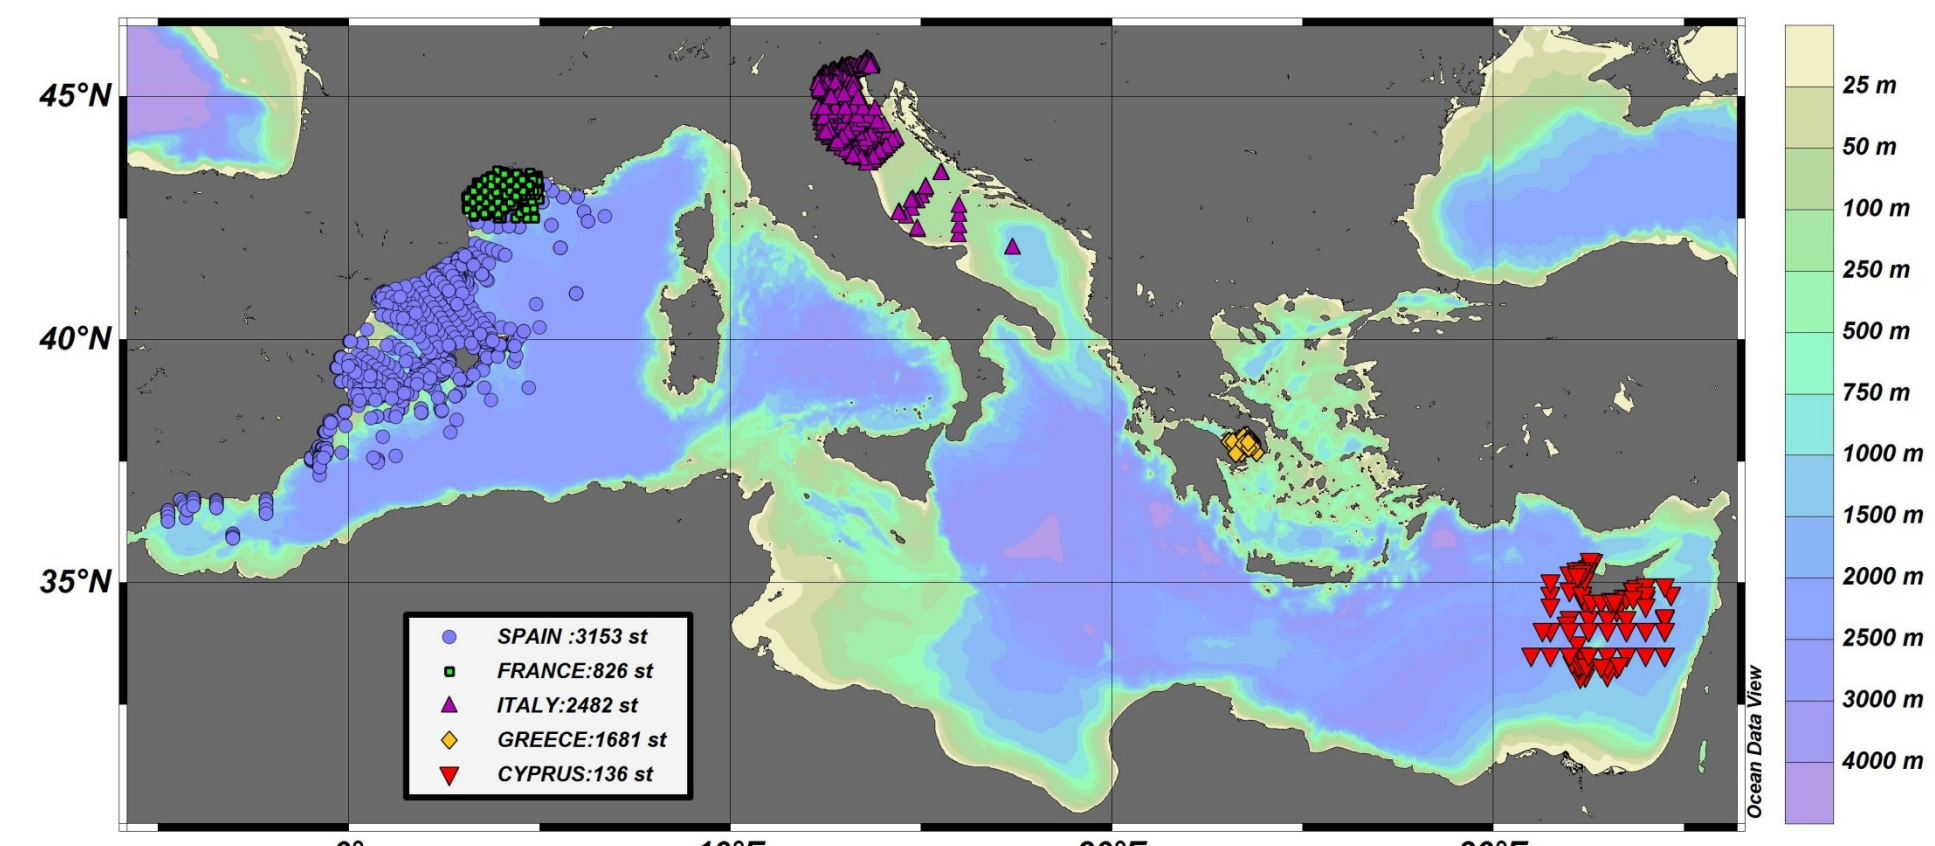 45°N
40°N
35°N
SPAIN :3153 st
FRANCE:826 st
ITALY:2482 st
GREECE:1681 st
CYPRUS:136 st
Ocean Data View
25 m
50 m
100 m
250 m
500 m
750 m
1000 m
1500 m
2000 m
2500 m
3000 m
4000 m